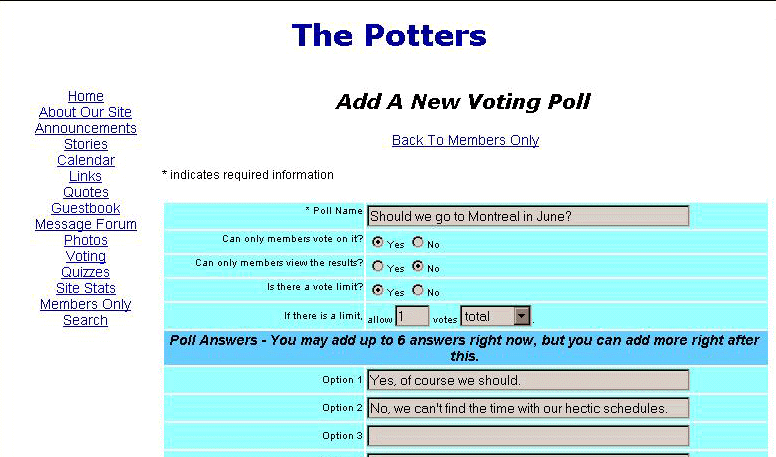 The Potters
Home
About Our Site
Announcements
Stories
Calendar
Links
Quotes
Guestbook
Message Forum
Photos
Voting
Quizzes
Site Stats
Members Only
Search
Add A New Voting Poll
Back To Members Only
* indicates required information
* Poll Name Should we go to Montreal in June?
Can only members vote on it? Yes No
Can only members view the results? Yes No
Is there a vote limit? Yes No
If there is a limit, allow 1 votes total .
Poll Answers - You may add up to 6 answers right now, but you can add more right after
this.
Option 1 Yes, of course we should.
Option 2 No, we can't find the time with our hectic schedules.
Option 3